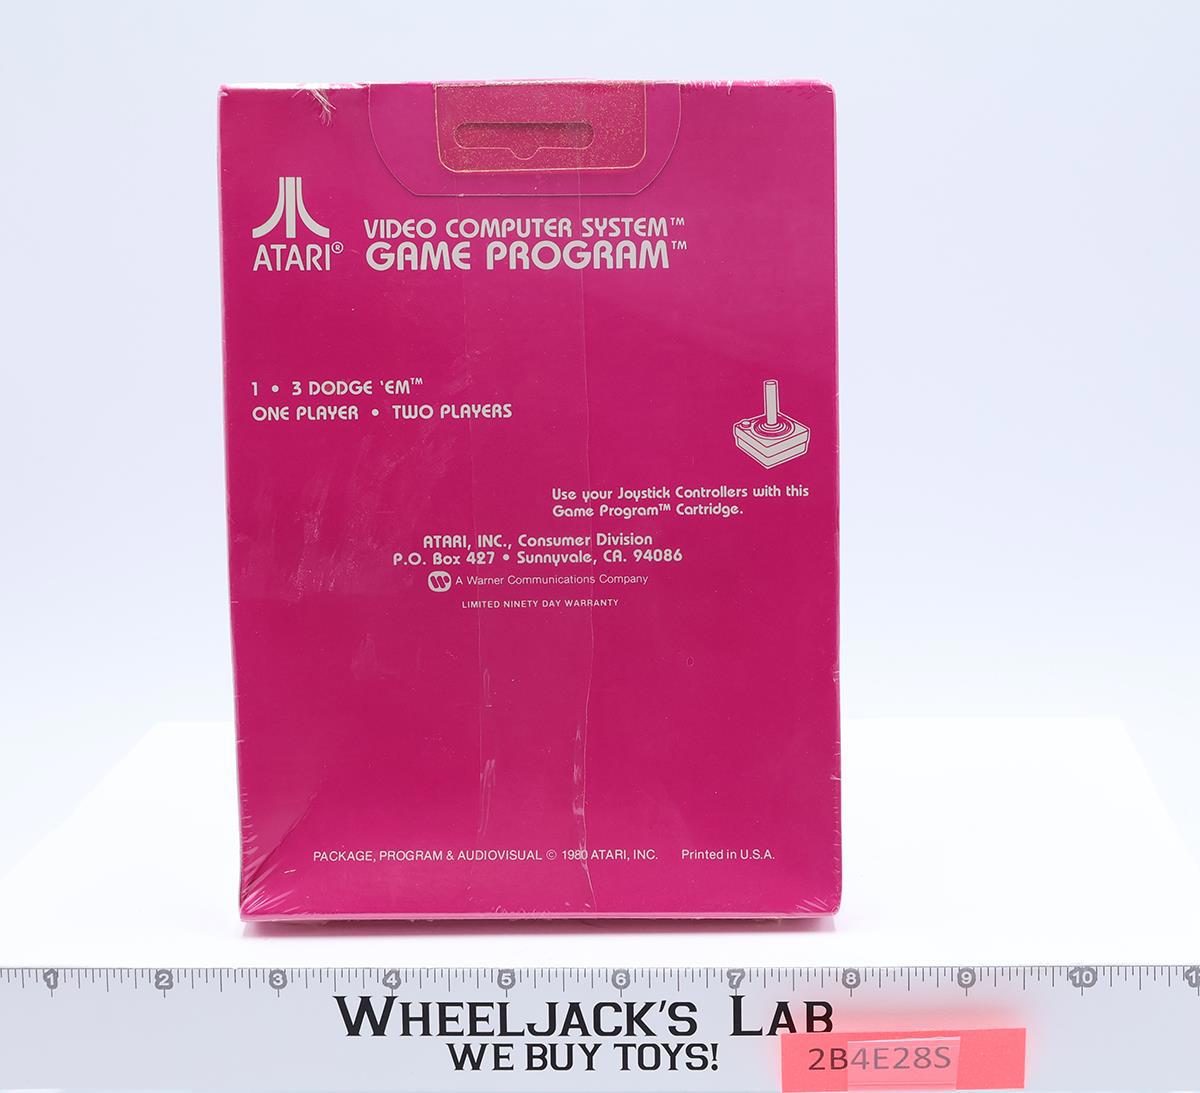 ATARI®
VIDEO COMPUTER SYSTEM™
GAME PROGRAM™
1 • 3 DODGE 'EM™
ONE PLAYER • TWO PLAYERS
Use your Joystick Controllers with this
Game Program™ Cartridge.
ATARI, INC., Consumer Division
P.O. Box 427 • Sunnyvale, CA. 94086
A Warner Communications Company
LIMITED NINETY DAY WARRANTY
PACKAGE, PROGRAM & AUDIOVISUAL © 1980 ATARI, INC. Printed in U.S.A.
1 2 3 4 5 6 7 8 9 10 11
WHEELJACK'S LAB
WE BUY TOYS!
2B4E28S